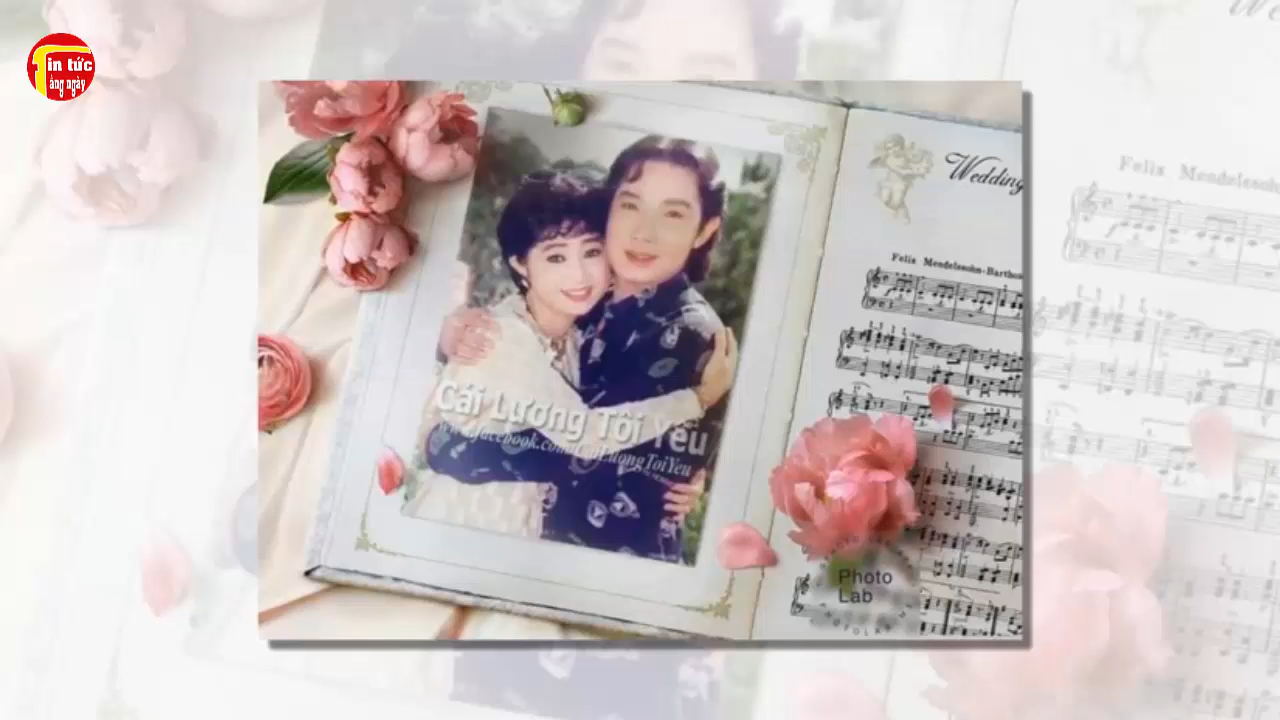 Tin tức
hàng ngày
Wedding
Felix Mendelssohn-Bartho
Felix Mendelssohn
Cải Lương Tôi Yêu
www.facebook.com/CaiLuongToiYeu
Photo
Lab